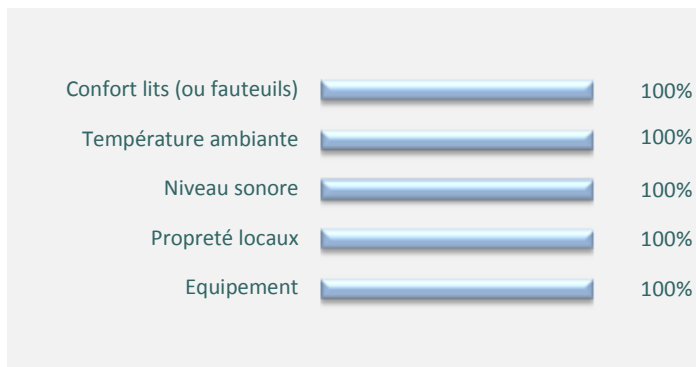 Confort lits (ou fauteuils) 100%
Température ambiante 100%
Niveau sonore 100%
Propreté locaux 100%
Equipement 100%